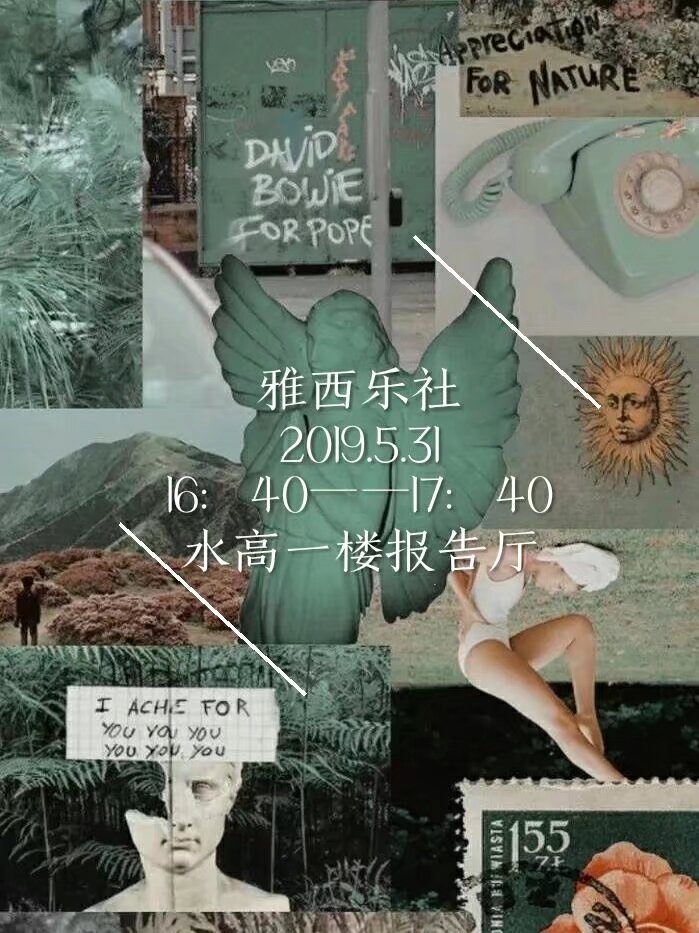 Appreciation
FOR NATURE
DAVID
BOWIE
FOR POPE
雅西乐社
2019.5.31
16: 40——17: 40
水高一楼报告厅
I ACHE FOR
YOU YOU YOU
YOU YOU, YOU
155
Zł